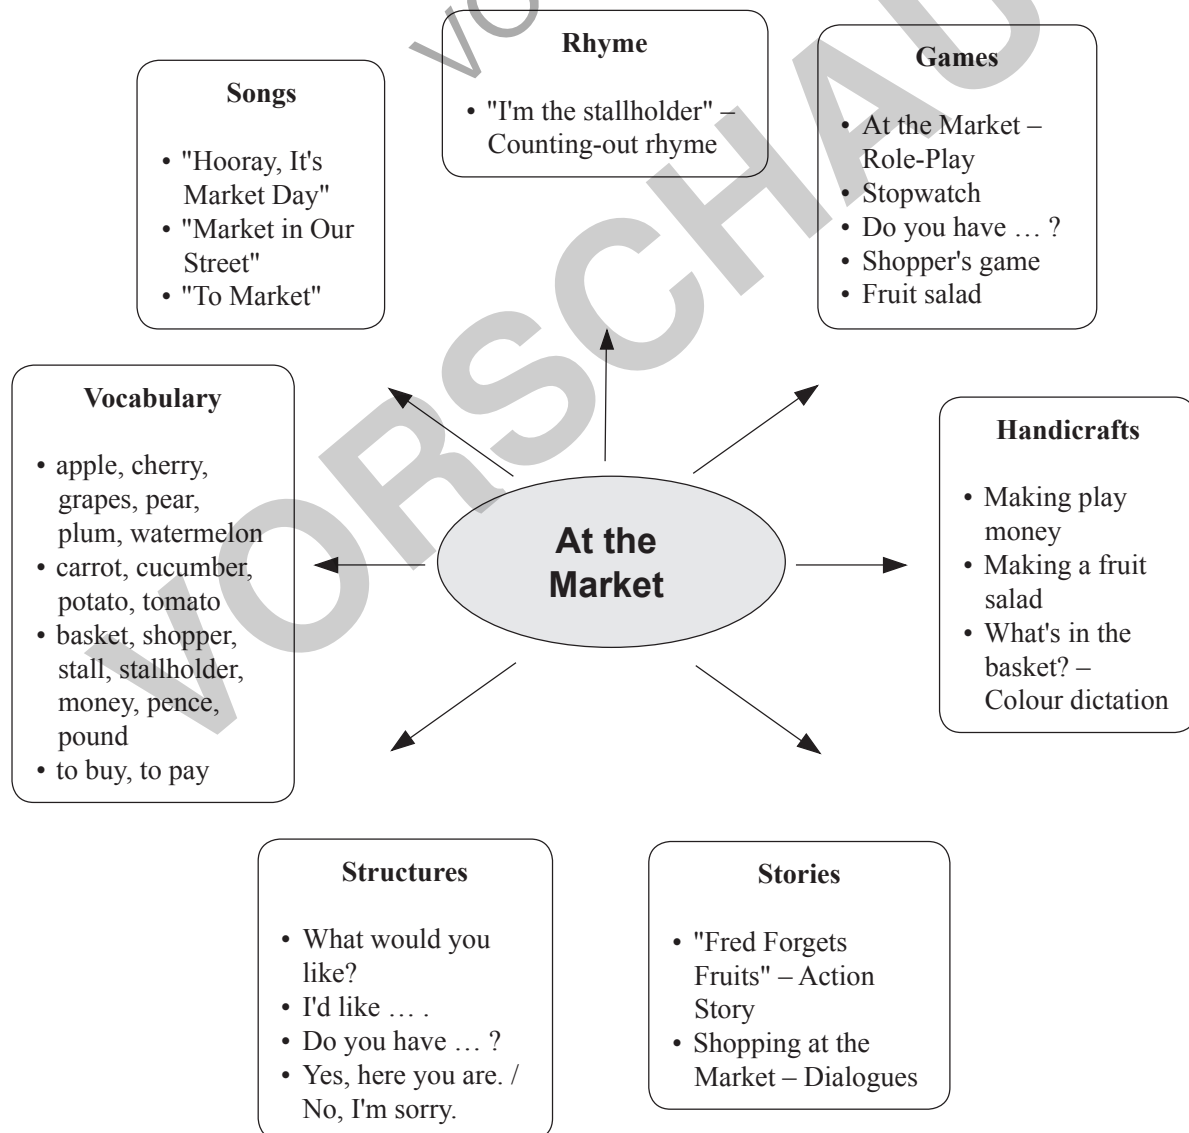 Rhyme
• "I'm the stallholder" –
Counting-out rhyme
Games
• At the Market –
Role-Play
• Stopwatch
• Do you have … ?
• Shopper's game
• Fruit salad
Songs
• "Hooray, It's
Market Day"
• "Market in Our
Street"
• "To Market"
Vocabulary
• apple, cherry,
grapes, pear,
plum, watermelon
• carrot, cucumber,
potato, tomato
• basket, shopper,
stall, stallholder,
money, pence,
pound
• to buy, to pay
At the
Market
Handicrafts
• Making play
money
• Making a fruit
salad
• What's in the
basket? –
Colour dictation
Structures
• What would you
like?
• I'd like … .
• Do you have … ?
• Yes, here you are. /
No, I'm sorry.
Stories
• "Fred Forgets
Fruits" – Action
Story
• Shopping at the
Market – Dialogues
VORSCHAU
VO